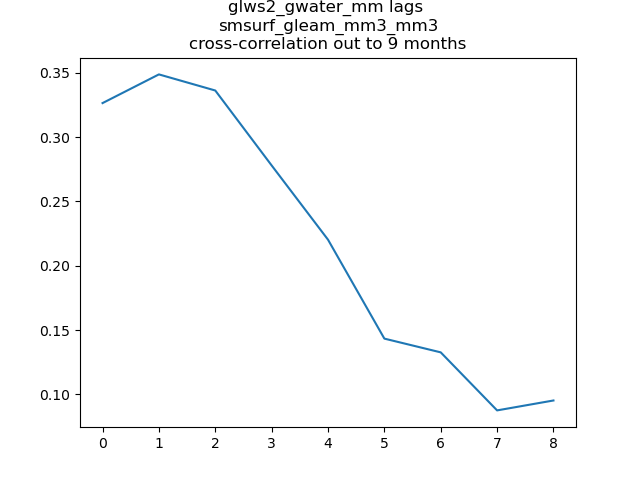 glws2_gwater_mm lags
smsurf_gleam_mm3_mm3
cross-correlation out to 9 months
0.35
0.30
0.25
0.20
0.15
0.10
0 1 2 3 4 5 6 7 8